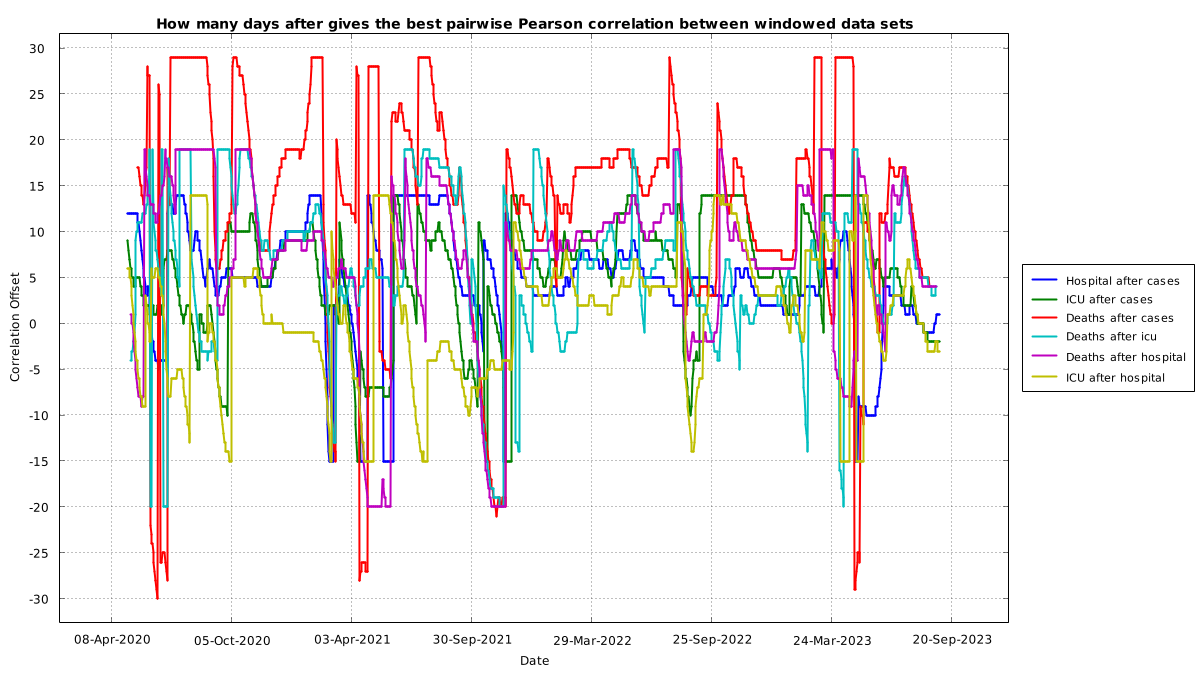 How many days after gives the best pairwise Pearson correlation between windowed data sets
30
25
20
15
10
5
0
-5
-10
-15
-20
-25
-30
Correlation Offset
08-Apr-2020 05-Oct-2020 03-Apr-2021 30-Sep-2021 29-Mar-2022 25-Sep-2022 24-Mar-2023 20-Sep-2023
Date
Hospital after cases
ICU after cases
Deaths after cases
Deaths after icu
Deaths after hospital
ICU after hospital